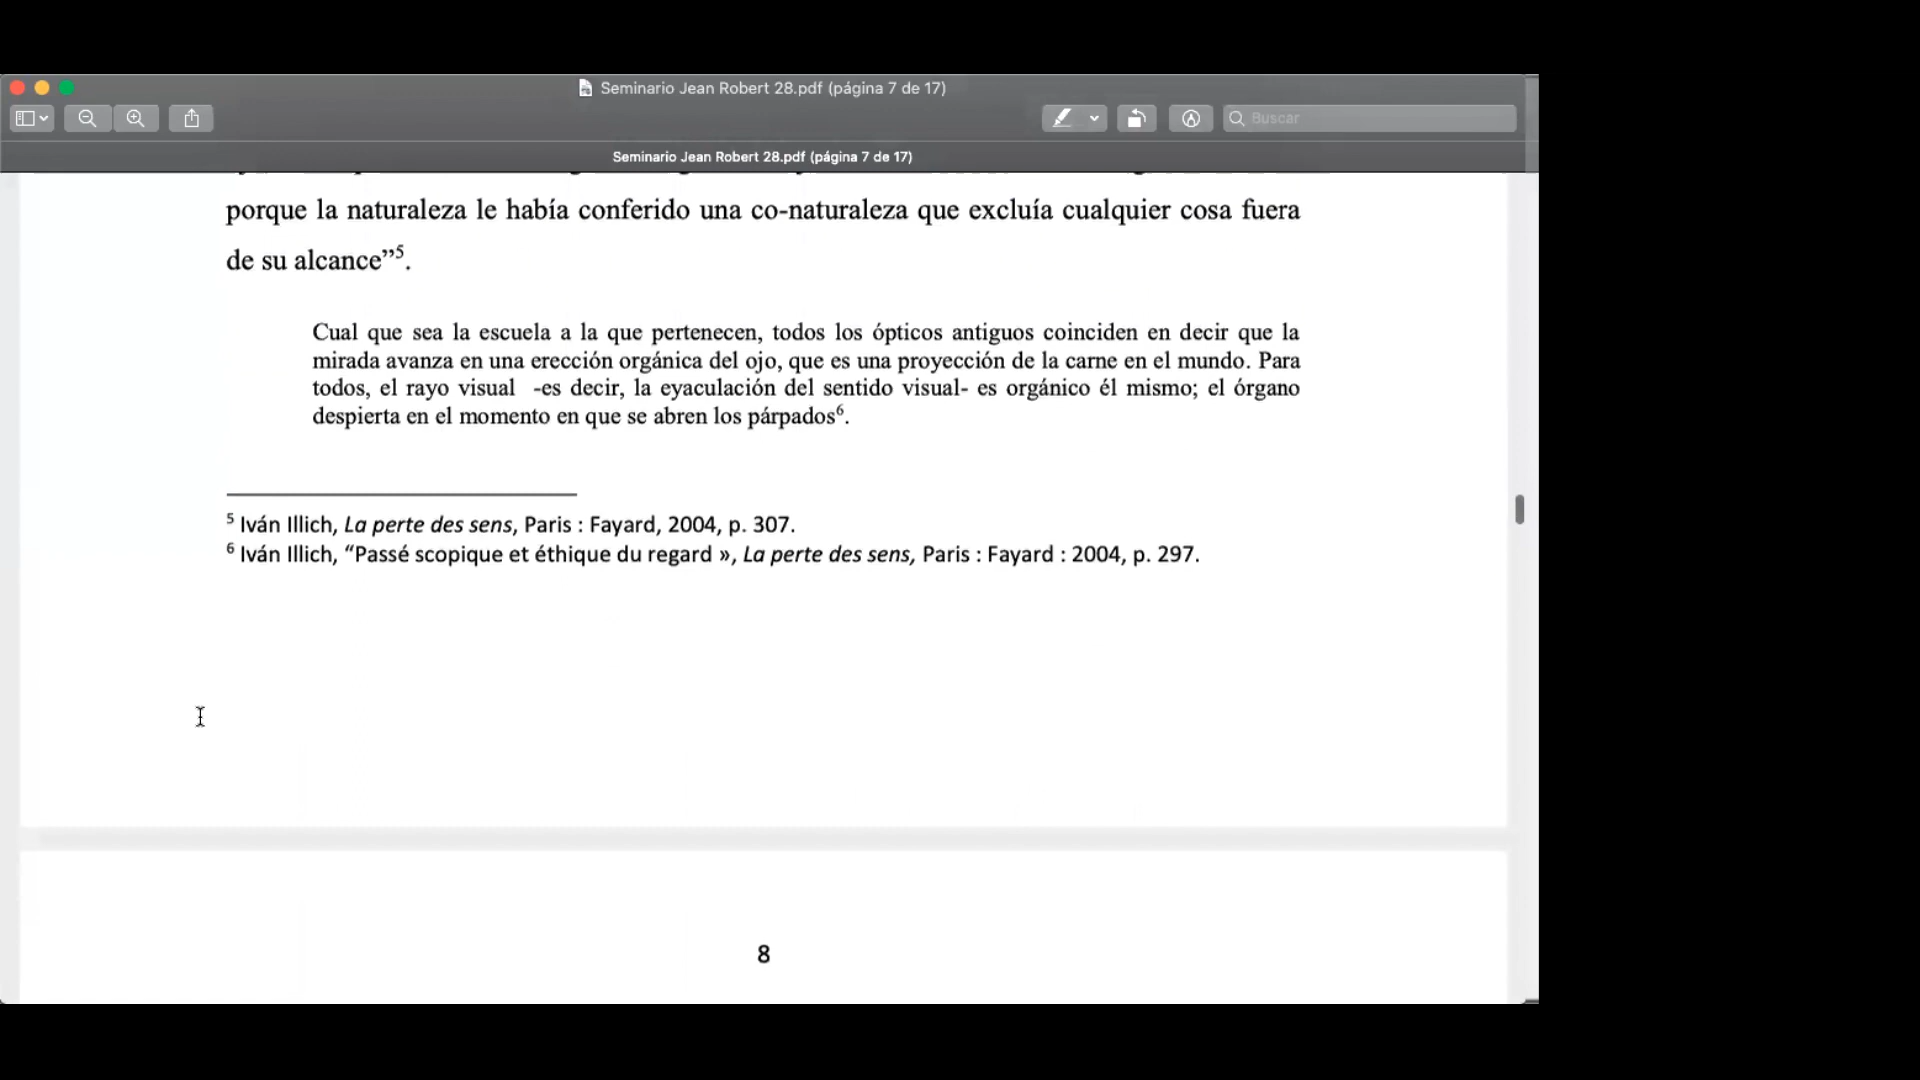 Seminario Jean Robert 28.pdf (página 7 de 17)
Buscar
Seminario Jean Robert 28.pdf (página 7 de 17)
porque la naturaleza le había conferido una co-naturaleza que excluía cualquier cosa fuera
de su alcance”⁵.
Cual que sea la escuela a la que pertenecen, todos los ópticos antiguos coinciden en decir que la
mirada avanza en una erección orgánica del ojo, que es una proyección de la carne en el mundo. Para
todos, el rayo visual -es decir, la eyaculación del sentido visual- es orgánico él mismo; el órgano
despierta en el momento en que se abren los párpados⁶.
⁵ Iván Illich, La perte des sens, Paris : Fayard, 2004, p. 307.
⁶ Iván Illich, “Passé scopique et éthique du regard », La perte des sens, Paris : Fayard : 2004, p. 297.
8